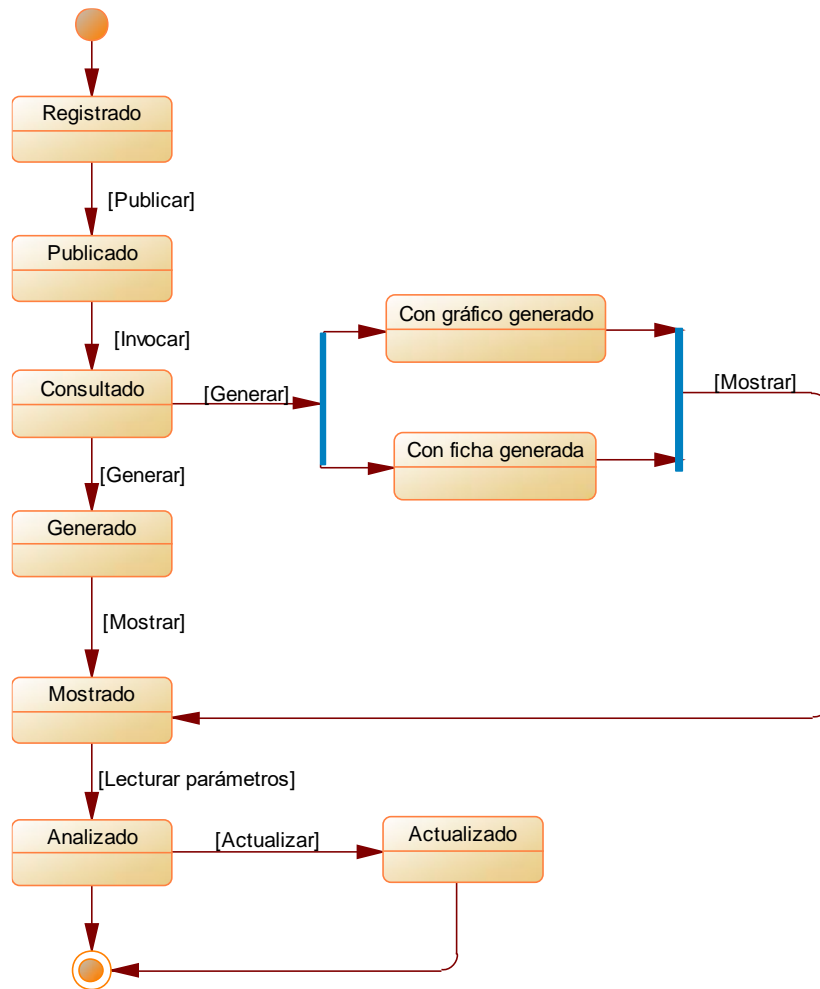 Registrado
[Publicar]
Publicado
Con gráfico generado
[Invocar]
Consultado
[Generar]
[Mostrar]
Con ficha generada
[Generar]
Generado
[Mostrar]
Mostrado
[Lecturar parámetros]
Analizado
[Actualizar]
Actualizado